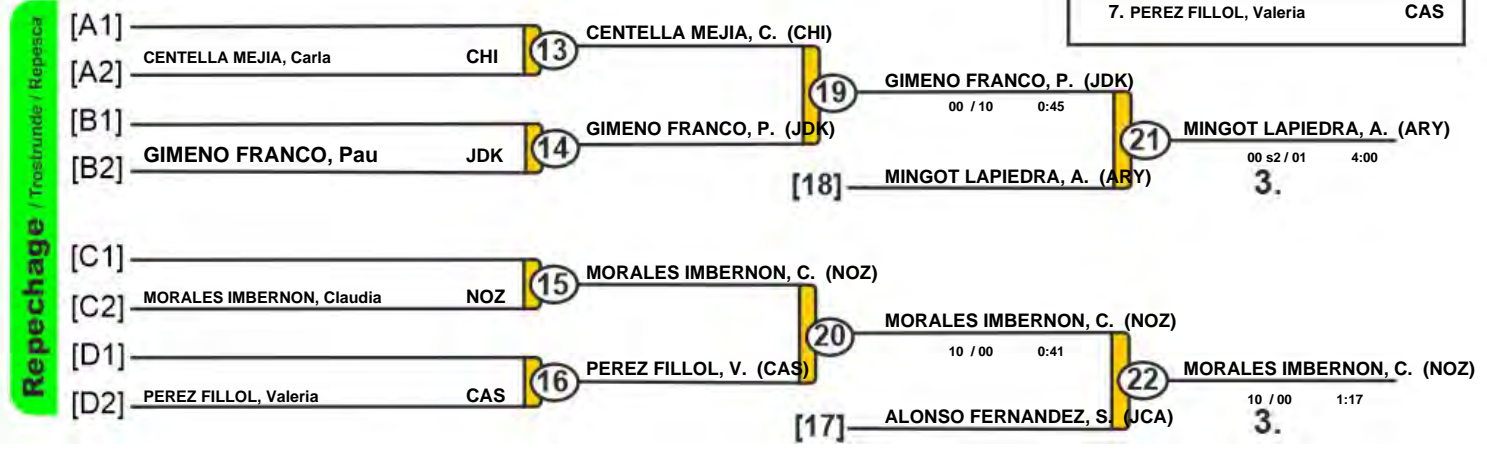 7. PEREZ FILLOL, Valeria CAS
Repechage / Trostrunde / Repesca
[A1]
CENTELLA MEJIA, C. (CHI)
13
CENTELLA MEJIA, Carla CHI
[A2]
GIMENO FRANCO, P. (JDK)
19
00 / 10 0:45
[B1]
GIMENO FRANCO, P. (JDK)
14
GIMENO FRANCO, Pau JDK
[B2]
MINGOT LAPIEDRA, A. (ARY)
21
00 s2 / 01 4:00
3.
[18] MINGOT LAPIEDRA, A. (ARY)
[C1]
MORALES IMBERNON, C. (NOZ)
15
MORALES IMBERNON, Claudia NOZ
[C2]
MORALES IMBERNON, C. (NOZ)
20
10 / 00 0:41
[D1]
PEREZ FILLOL, V. (CAS)
16
PEREZ FILLOL, Valeria CAS
[D2]
MORALES IMBERNON, C. (NOZ)
22
10 / 00 1:17
3.
[17] ALONSO FERNANDEZ, S. (JCA)